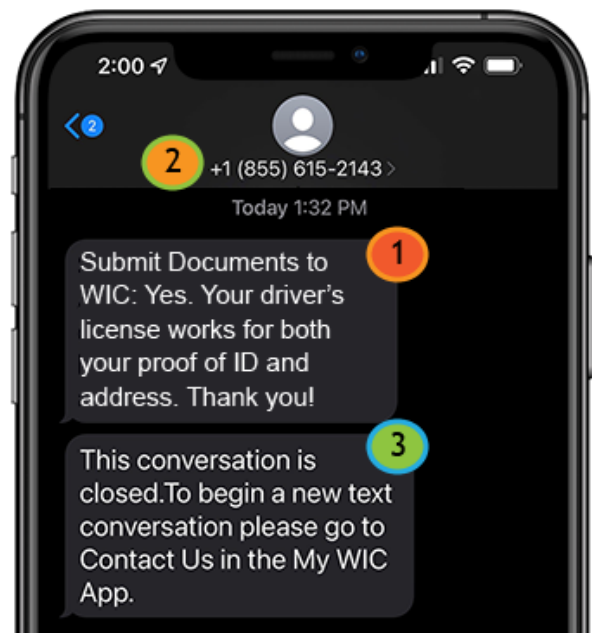 2:00
2
2
+1 (855) 615-2143
Today 1:32 PM
1
Submit Documents to
WIC: Yes. Your driver's
license works for both
your proof of ID and
address. Thank you!
3
This conversation is
closed.To begin a new text
conversation please go to
Contact Us in the My WIC
App.